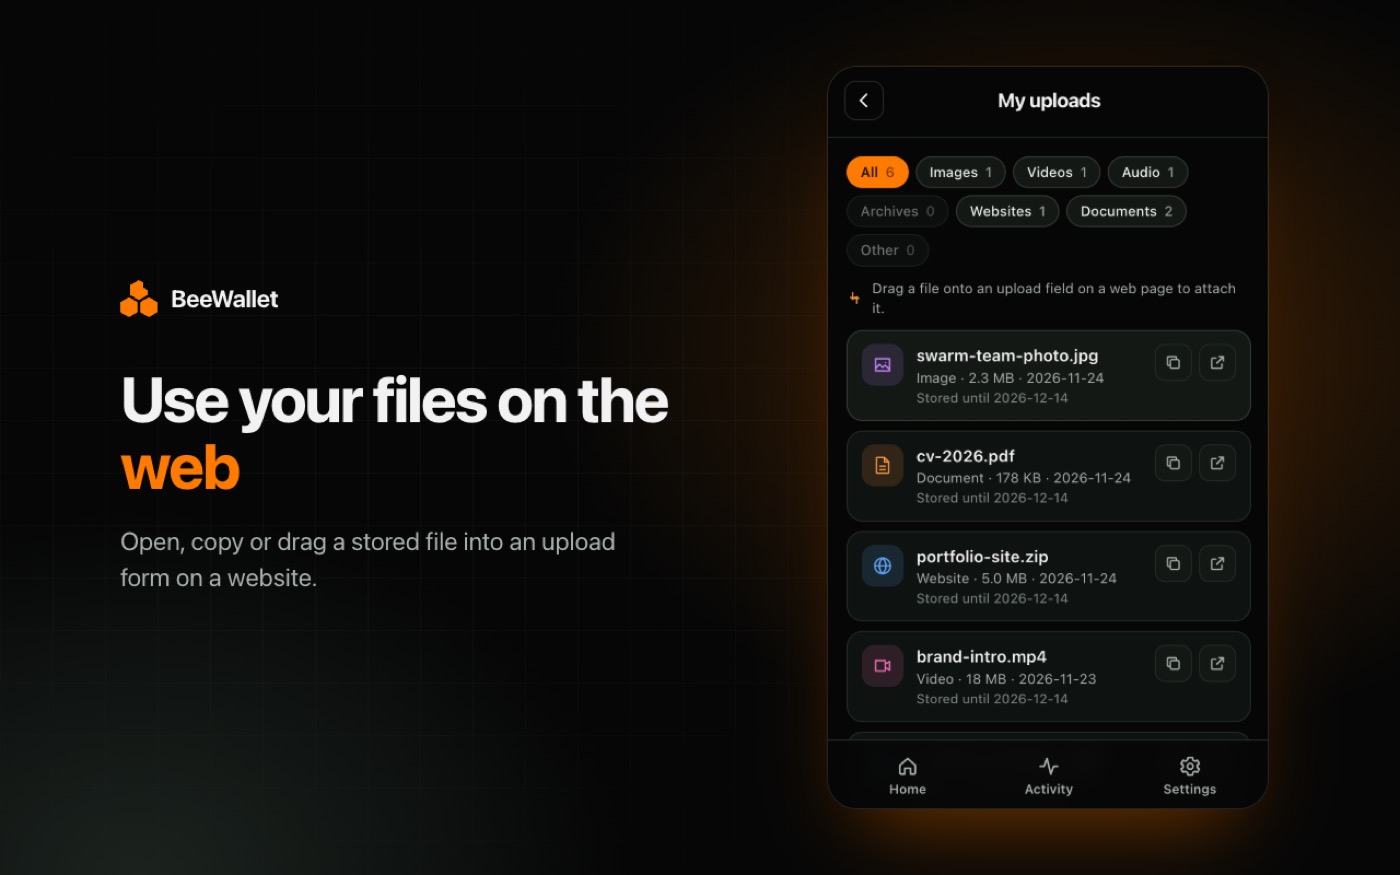 BeeWallet
Use your files on the
web
Open, copy or drag a stored file into an upload
form on a website.
My uploads
All 6 Images 1 Videos 1 Audio 1
Archives 0 Websites 1 Documents 2
Other 0
Drag a file onto an upload field on a web page to attach
it.
swarm-team-photo.jpg
Image · 2.3 MB · 2026-11-24
Stored until 2026-12-14
cv-2026.pdf
Document · 178 KB · 2026-11-24
Stored until 2026-12-14
portfolio-site.zip
Website · 5.0 MB · 2026-11-24
Stored until 2026-12-14
brand-intro.mp4
Video · 18 MB · 2026-11-23
Stored until 2026-12-14
Home Activity Settings